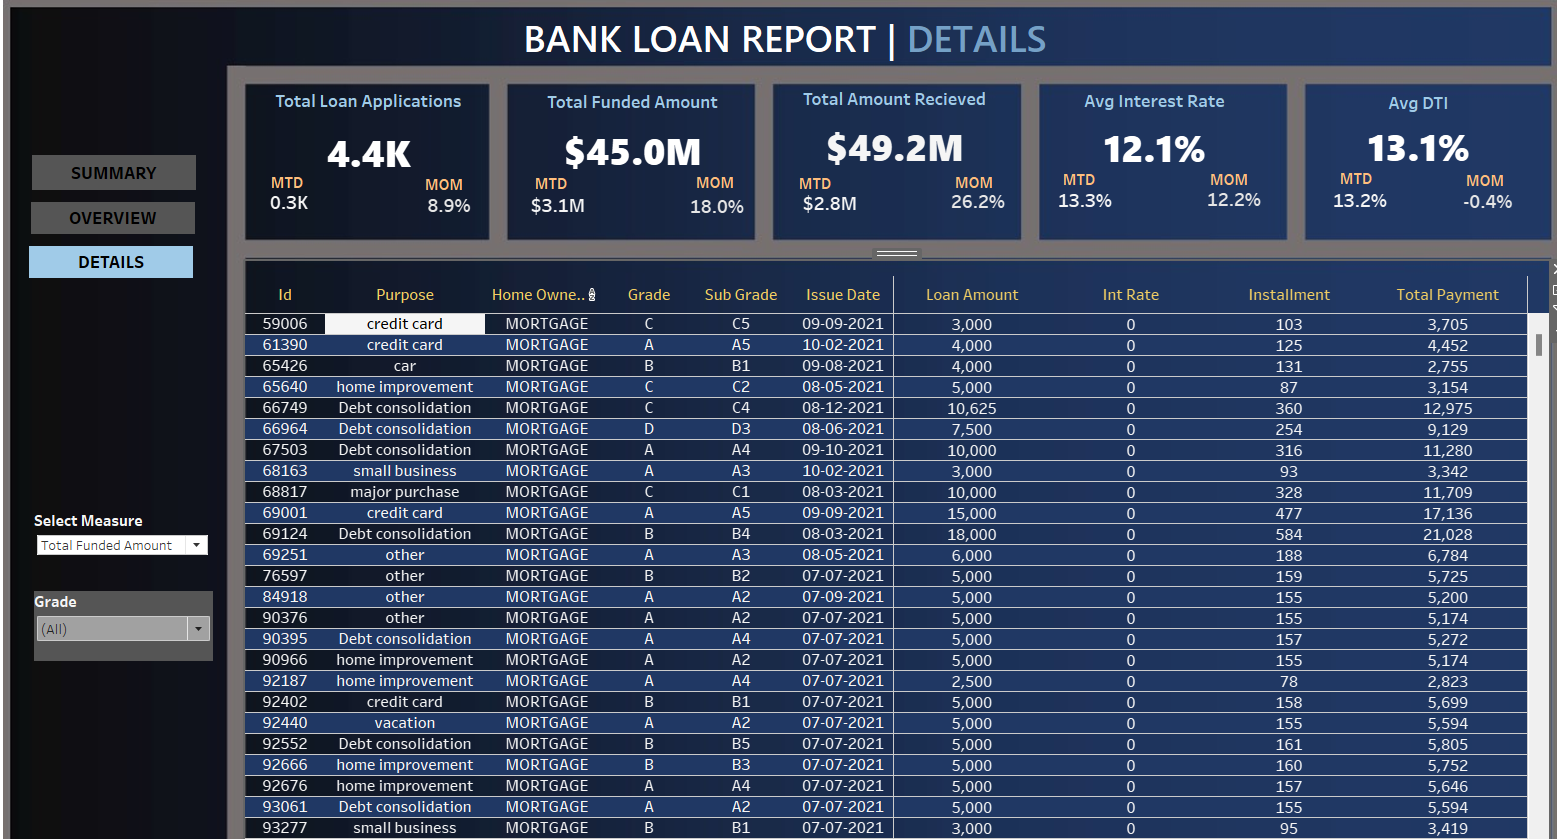 BANK LOAN REPORT | DETAILS
Total Loan Applications
4.4K
MTD MOM
0.3K 8.9%
Total Funded Amount
$45.0M
MTD MOM
$3.1M 18.0%
Total Amount Recieved
$49.2M
MTD MOM
$2.8M 26.2%
Avg Interest Rate
12.1%
MTD MOM
13.3% 12.2%
Avg DTI
13.1%
MTD MOM
13.2% -0.4%
SUMMARY
OVERVIEW
DETAILS
Select Measure
Total Funded Amount
Grade
(All)
Id Purpose Home Owne.. Grade Sub Grade Issue Date Loan Amount Int Rate Installment Total Payment
59006 credit card MORTGAGE C C5 09-09-2021 3,000 0 103 3,705
61390 credit card MORTGAGE A A5 10-02-2021 4,000 0 125 4,452
65426 car MORTGAGE B B1 09-08-2021 4,000 0 131 2,755
65640 home improvement MORTGAGE C C2 08-05-2021 5,000 0 87 3,154
66749 Debt consolidation MORTGAGE C C4 08-12-2021 10,625 0 360 12,975
66964 Debt consolidation MORTGAGE D D3 08-06-2021 7,500 0 254 9,129
67503 Debt consolidation MORTGAGE A A4 09-10-2021 10,000 0 316 11,280
68163 small business MORTGAGE A A3 10-02-2021 3,000 0 93 3,342
68817 major purchase MORTGAGE C C1 08-03-2021 10,000 0 328 11,709
69001 credit card MORTGAGE A A5 09-09-2021 15,000 0 477 17,136
69124 Debt consolidation MORTGAGE B B4 08-03-2021 18,000 0 584 21,028
69251 other MORTGAGE A A3 08-05-2021 6,000 0 188 6,784
76597 other MORTGAGE B B2 07-07-2021 5,000 0 159 5,725
84918 other MORTGAGE A A2 07-09-2021 5,000 0 155 5,200
90376 other MORTGAGE A A2 07-07-2021 5,000 0 155 5,174
90395 Debt consolidation MORTGAGE A A4 07-07-2021 5,000 0 157 5,272
90966 home improvement MORTGAGE A A2 07-07-2021 5,000 0 155 5,174
92187 home improvement MORTGAGE A A4 07-07-2021 2,500 0 78 2,823
92402 credit card MORTGAGE B B1 07-07-2021 5,000 0 158 5,699
92440 vacation MORTGAGE A A2 07-07-2021 5,000 0 155 5,594
92552 Debt consolidation MORTGAGE B B5 07-07-2021 5,000 0 161 5,805
92666 home improvement MORTGAGE B B3 07-07-2021 5,000 0 160 5,752
92676 home improvement MORTGAGE A A4 07-07-2021 5,000 0 157 5,646
93061 Debt consolidation MORTGAGE A A2 07-07-2021 5,000 0 155 5,594
93277 small business MORTGAGE B B1 07-07-2021 3,000 0 95 3,419